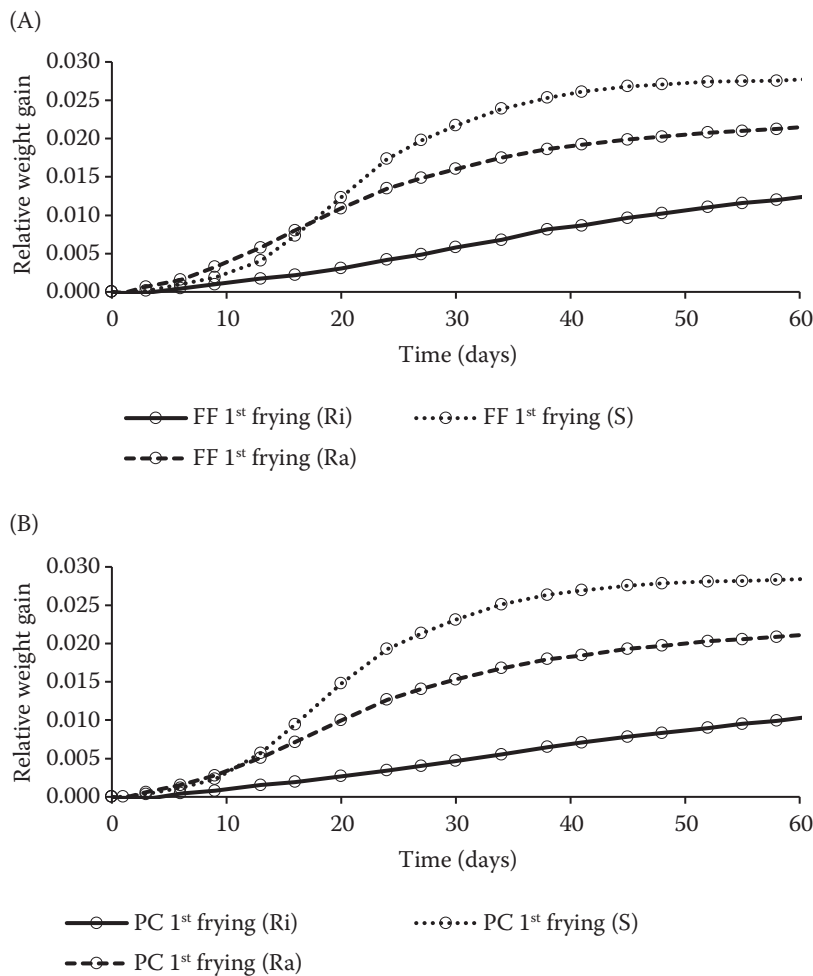 (A)
0.030
0.025
0.020
0.015
0.010
0.005
0.000
Relative weight gain
0 10 20 30 40 50 60
Time (days)
FF 1st frying (Ri) FF 1st frying (S)
FF 1st frying (Ra)
(B)
0.030
0.025
0.020
0.015
0.010
0.005
0.000
Relative weight gain
0 10 20 30 40 50 60
Time (days)
PC 1st frying (Ri) PC 1st frying (S)
PC 1st frying (Ra)